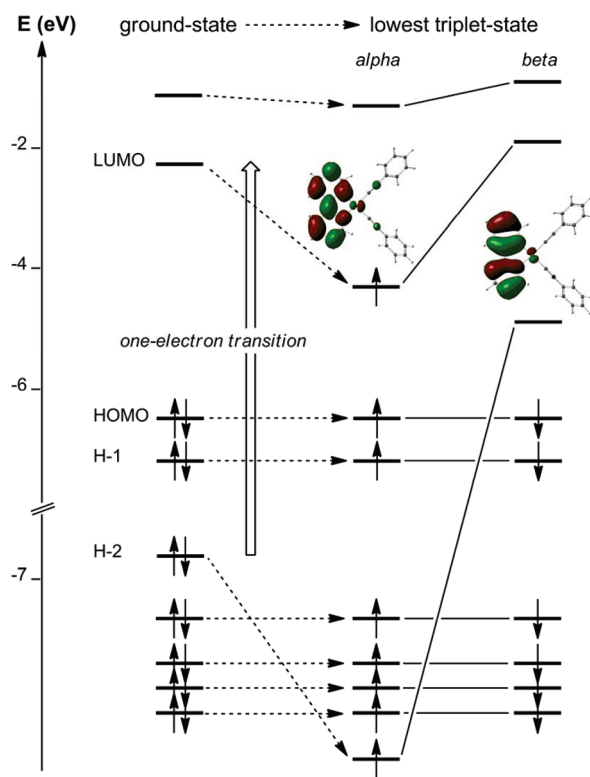 E (eV) ground-state lowest triplet-state
alpha beta
-2
LUMO
-4
one-electron transition
-6
HOMO
H-1
H-2
-7